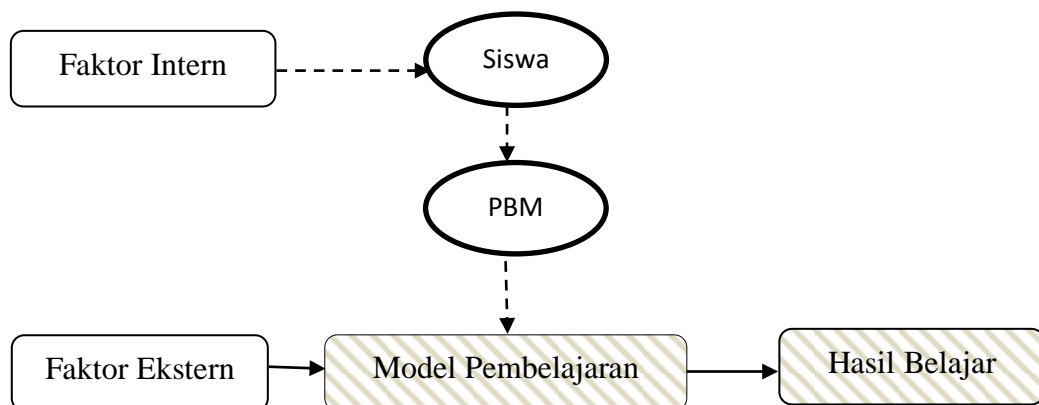 Faktor Intern
Siswa
PBM
Faktor Ekstern
Model Pembelajaran
Hasil Belajar